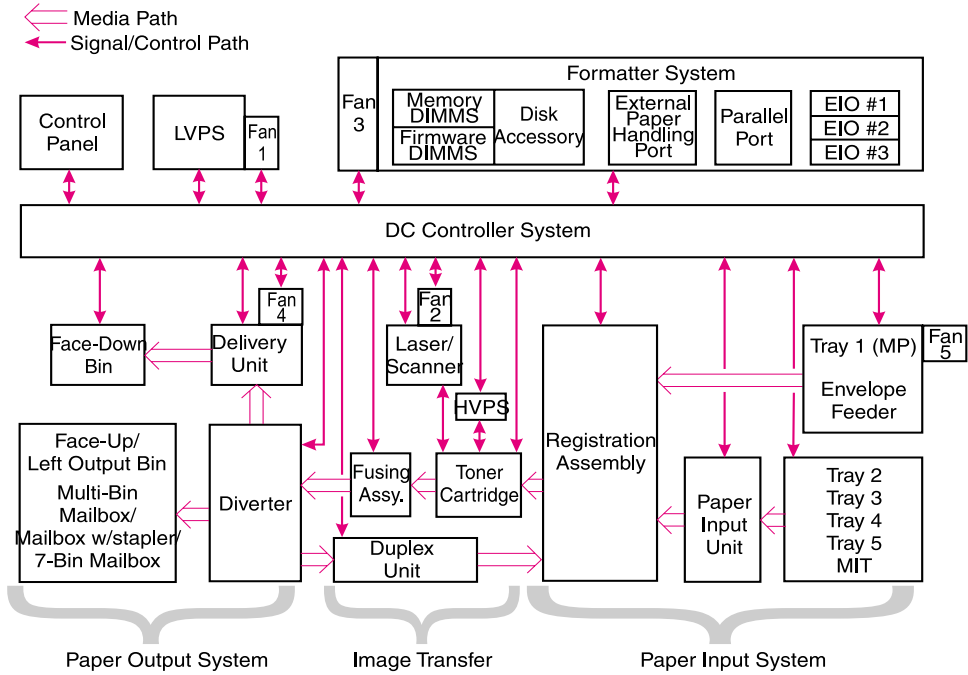 Media Path
Signal/Control Path
Control
Panel
LVPS
Fan
1
Fan
3
Formatter System
Memory
DIMMS
Firmware
DIMMS
Disk
Accessory
External
Paper
Handling
Port
Parallel
Port
EIO #1
EIO #2
EIO #3
DC Controller System
Face-Down
Bin
Delivery
Unit
Fan
4
Laser/
Scanner
Fan
2
HVPS
Registration
Assembly
Tray 1 (MP)
Envelope
Feeder
Fan
5
Face-Up/
Left Output Bin
Multi-Bin
Mailbox/
Mailbox w/stapler/
7-Bin Mailbox
Diverter
Fusing
Assy.
Toner
Cartridge
Duplex
Unit
Paper
Input
Unit
Tray 2
Tray 3
Tray 4
Tray 5
MIT
Paper Output System
Image Transfer
Paper Input System